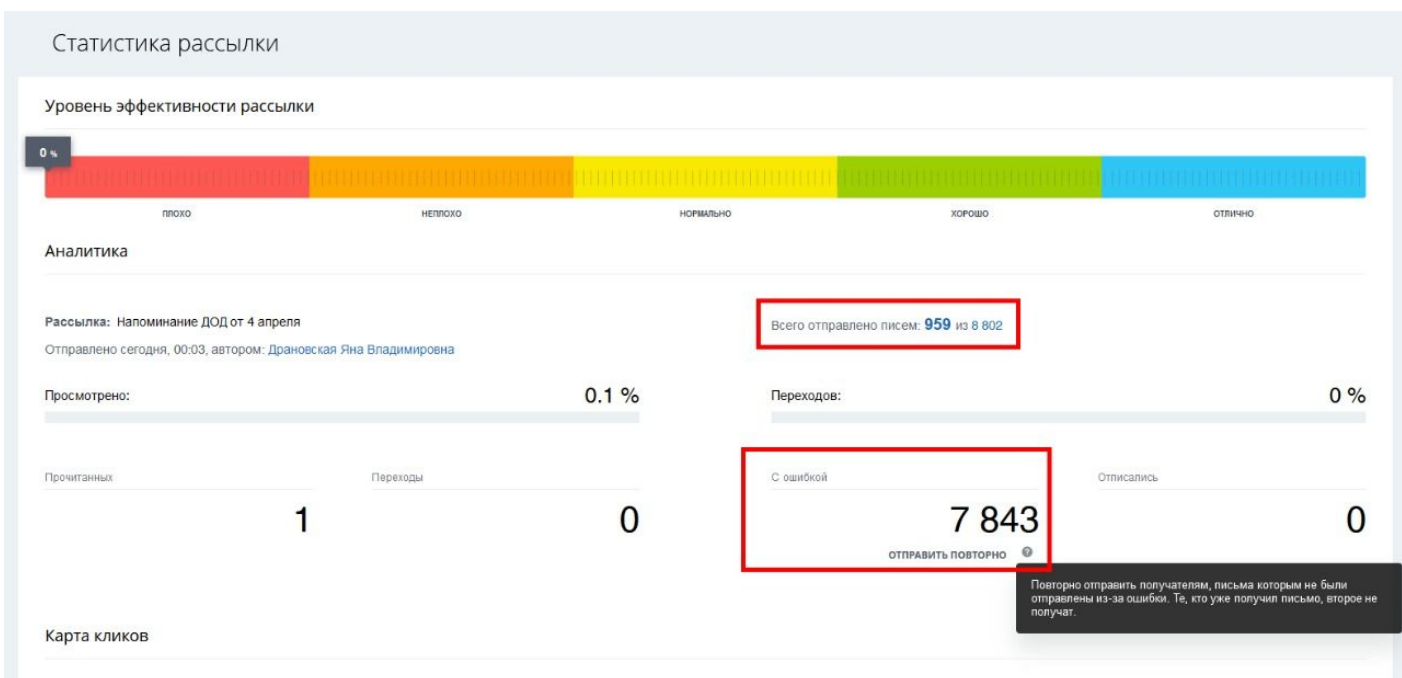 Статистика рассылки
Уровень эффективности рассылки
0 %
ПЛОХО НЕПЛОХО НОРМАЛЬНО ХОРОШО ОТЛИЧНО
Аналитика
Рассылка: Напоминание ДОД от 4 апреля
Всего отправлено писем: 959 из 8 802
Отправлено сегодня, 00:03, автором: Драновская Яна Владимировна
Просмотрено: 0.1 % Переходов: 0 %
Прочитанных Переходы С ошибкой Отписались
1 0 7 843 0
ОТПРАВИТЬ ПОВТОРНО ?
Повторно отправить получателям, письма которым не были
отправлены из-за ошибки. Те, кто уже получил письмо, второе не
получат.
Карта кликов